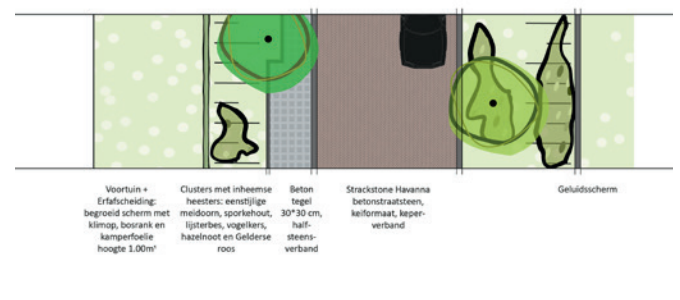 Voortuin +
Erfafscheiding:
begroeid scherm met
klimop, bosrank en
kamperfoelie
hoogte 1.00m¹
Clusters met inheemse
heesters: eenstijlige
meidoorn, sporkehout,
lijsterbes, vogelkers,
hazelnoot en Gelderse
roos
Beton
tegel
30*30 cm,
half-
steens-
verband
Strackstone Havanna
betonstraatsteen,
keiformaat, keper-
verband
Geluidsscherm